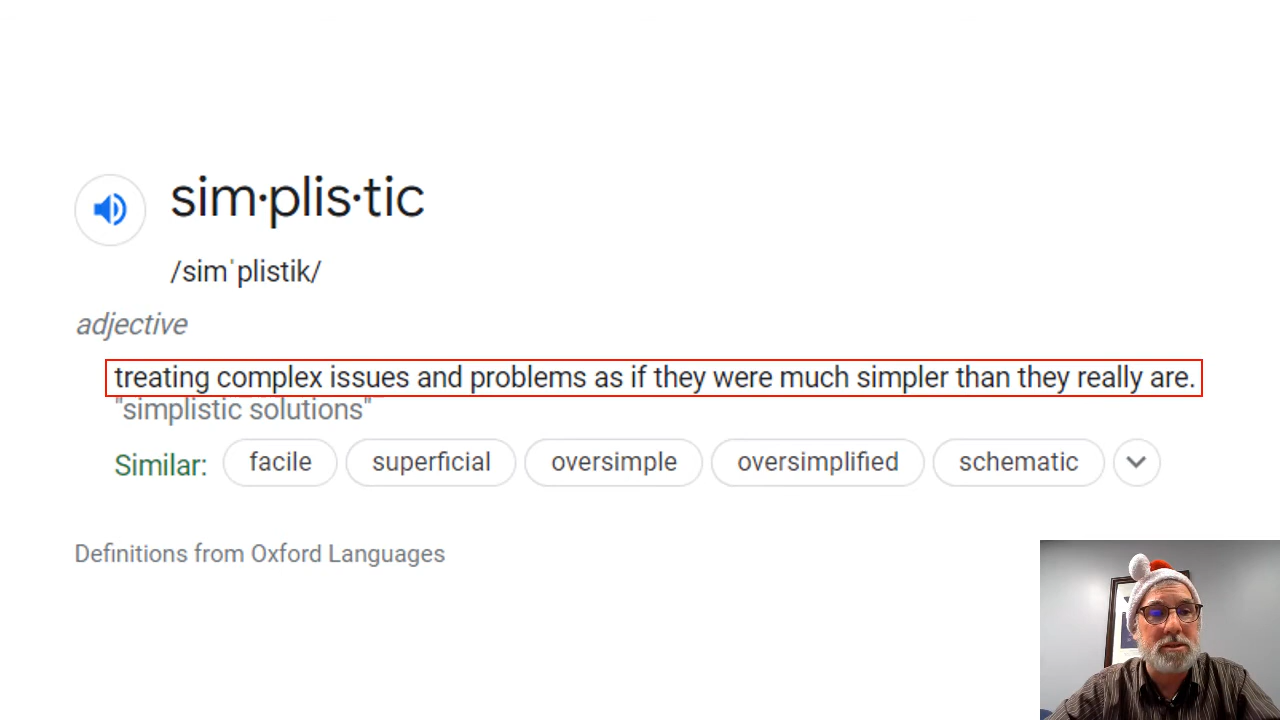 sim·plis·tic
/simˈplistik/
adjective
treating complex issues and problems as if they were much simpler than they really are.
"simplistic solutions"
Similar: facile superficial oversimple oversimplified schematic
Definitions from Oxford Languages